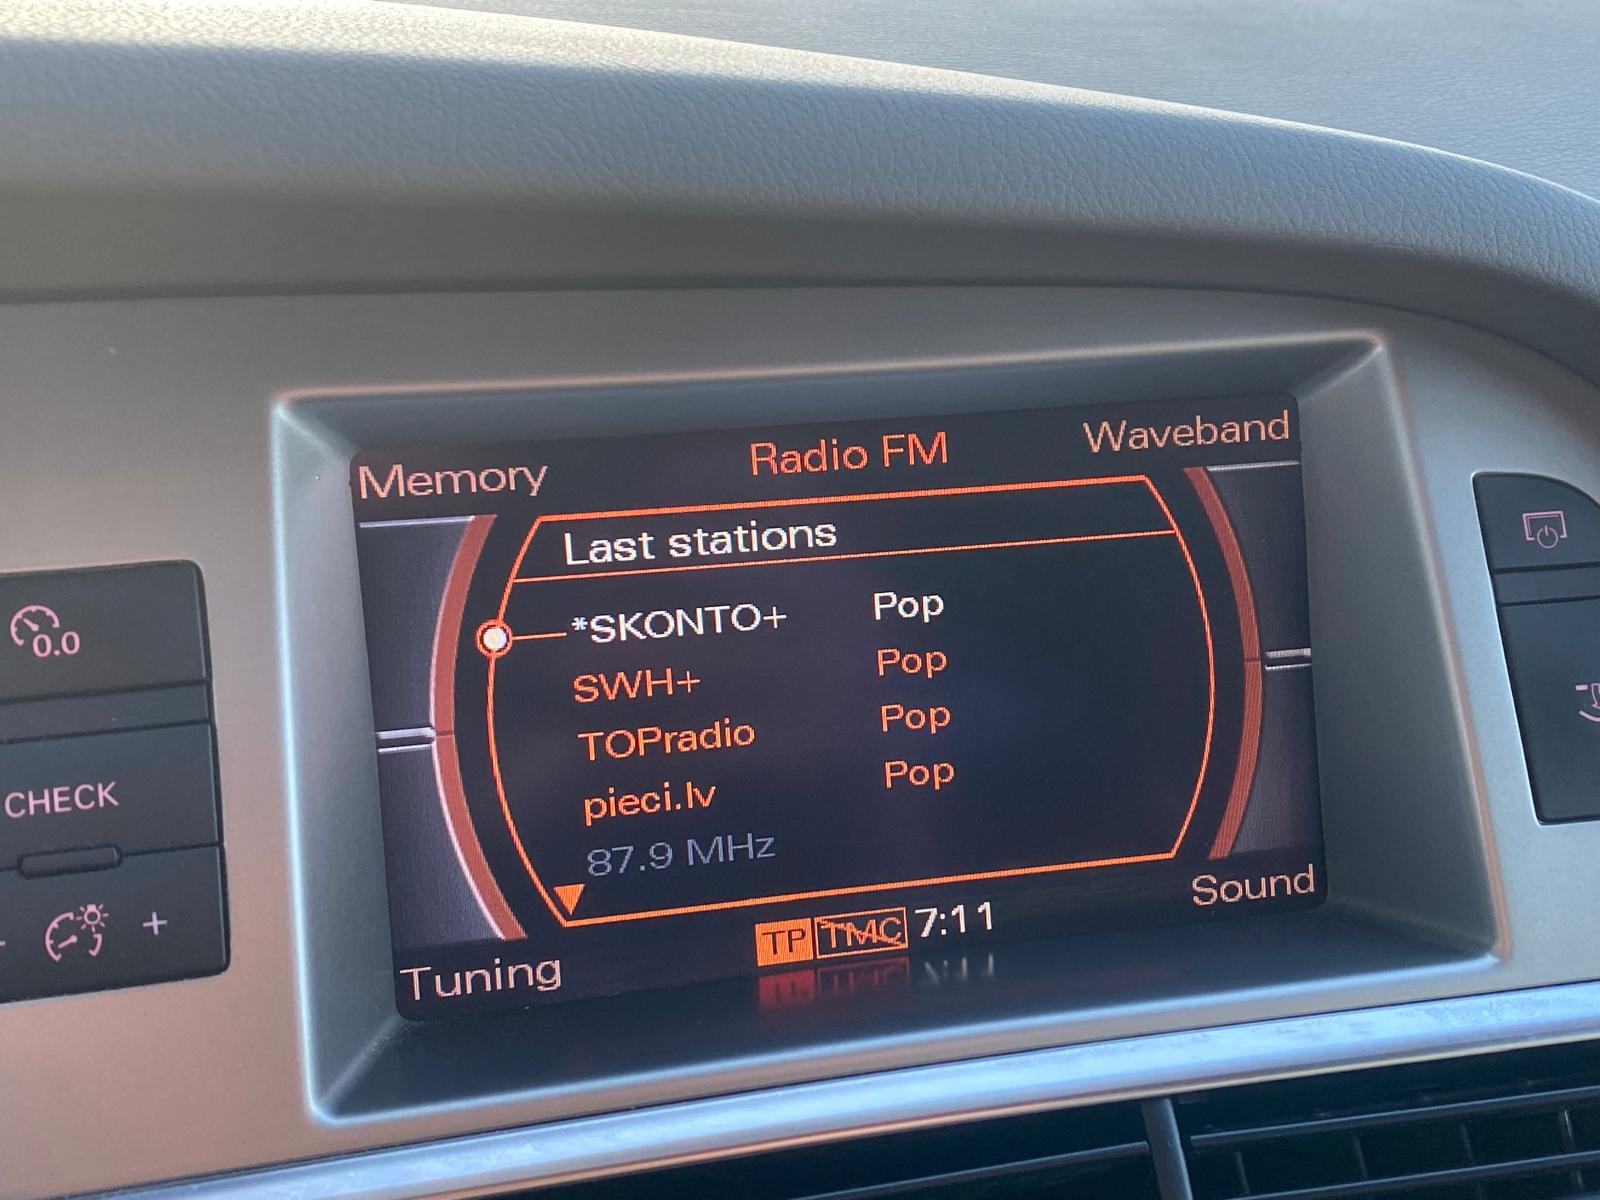 Memory
Radio FM
Waveband
Last stations
*SKONTO+ Pop
SWH+ Pop
TOPradio Pop
pieci.lv Pop
87.9 MHz
Tuning
TP TMC 7:11
Sound
0.0
CHECK
- +